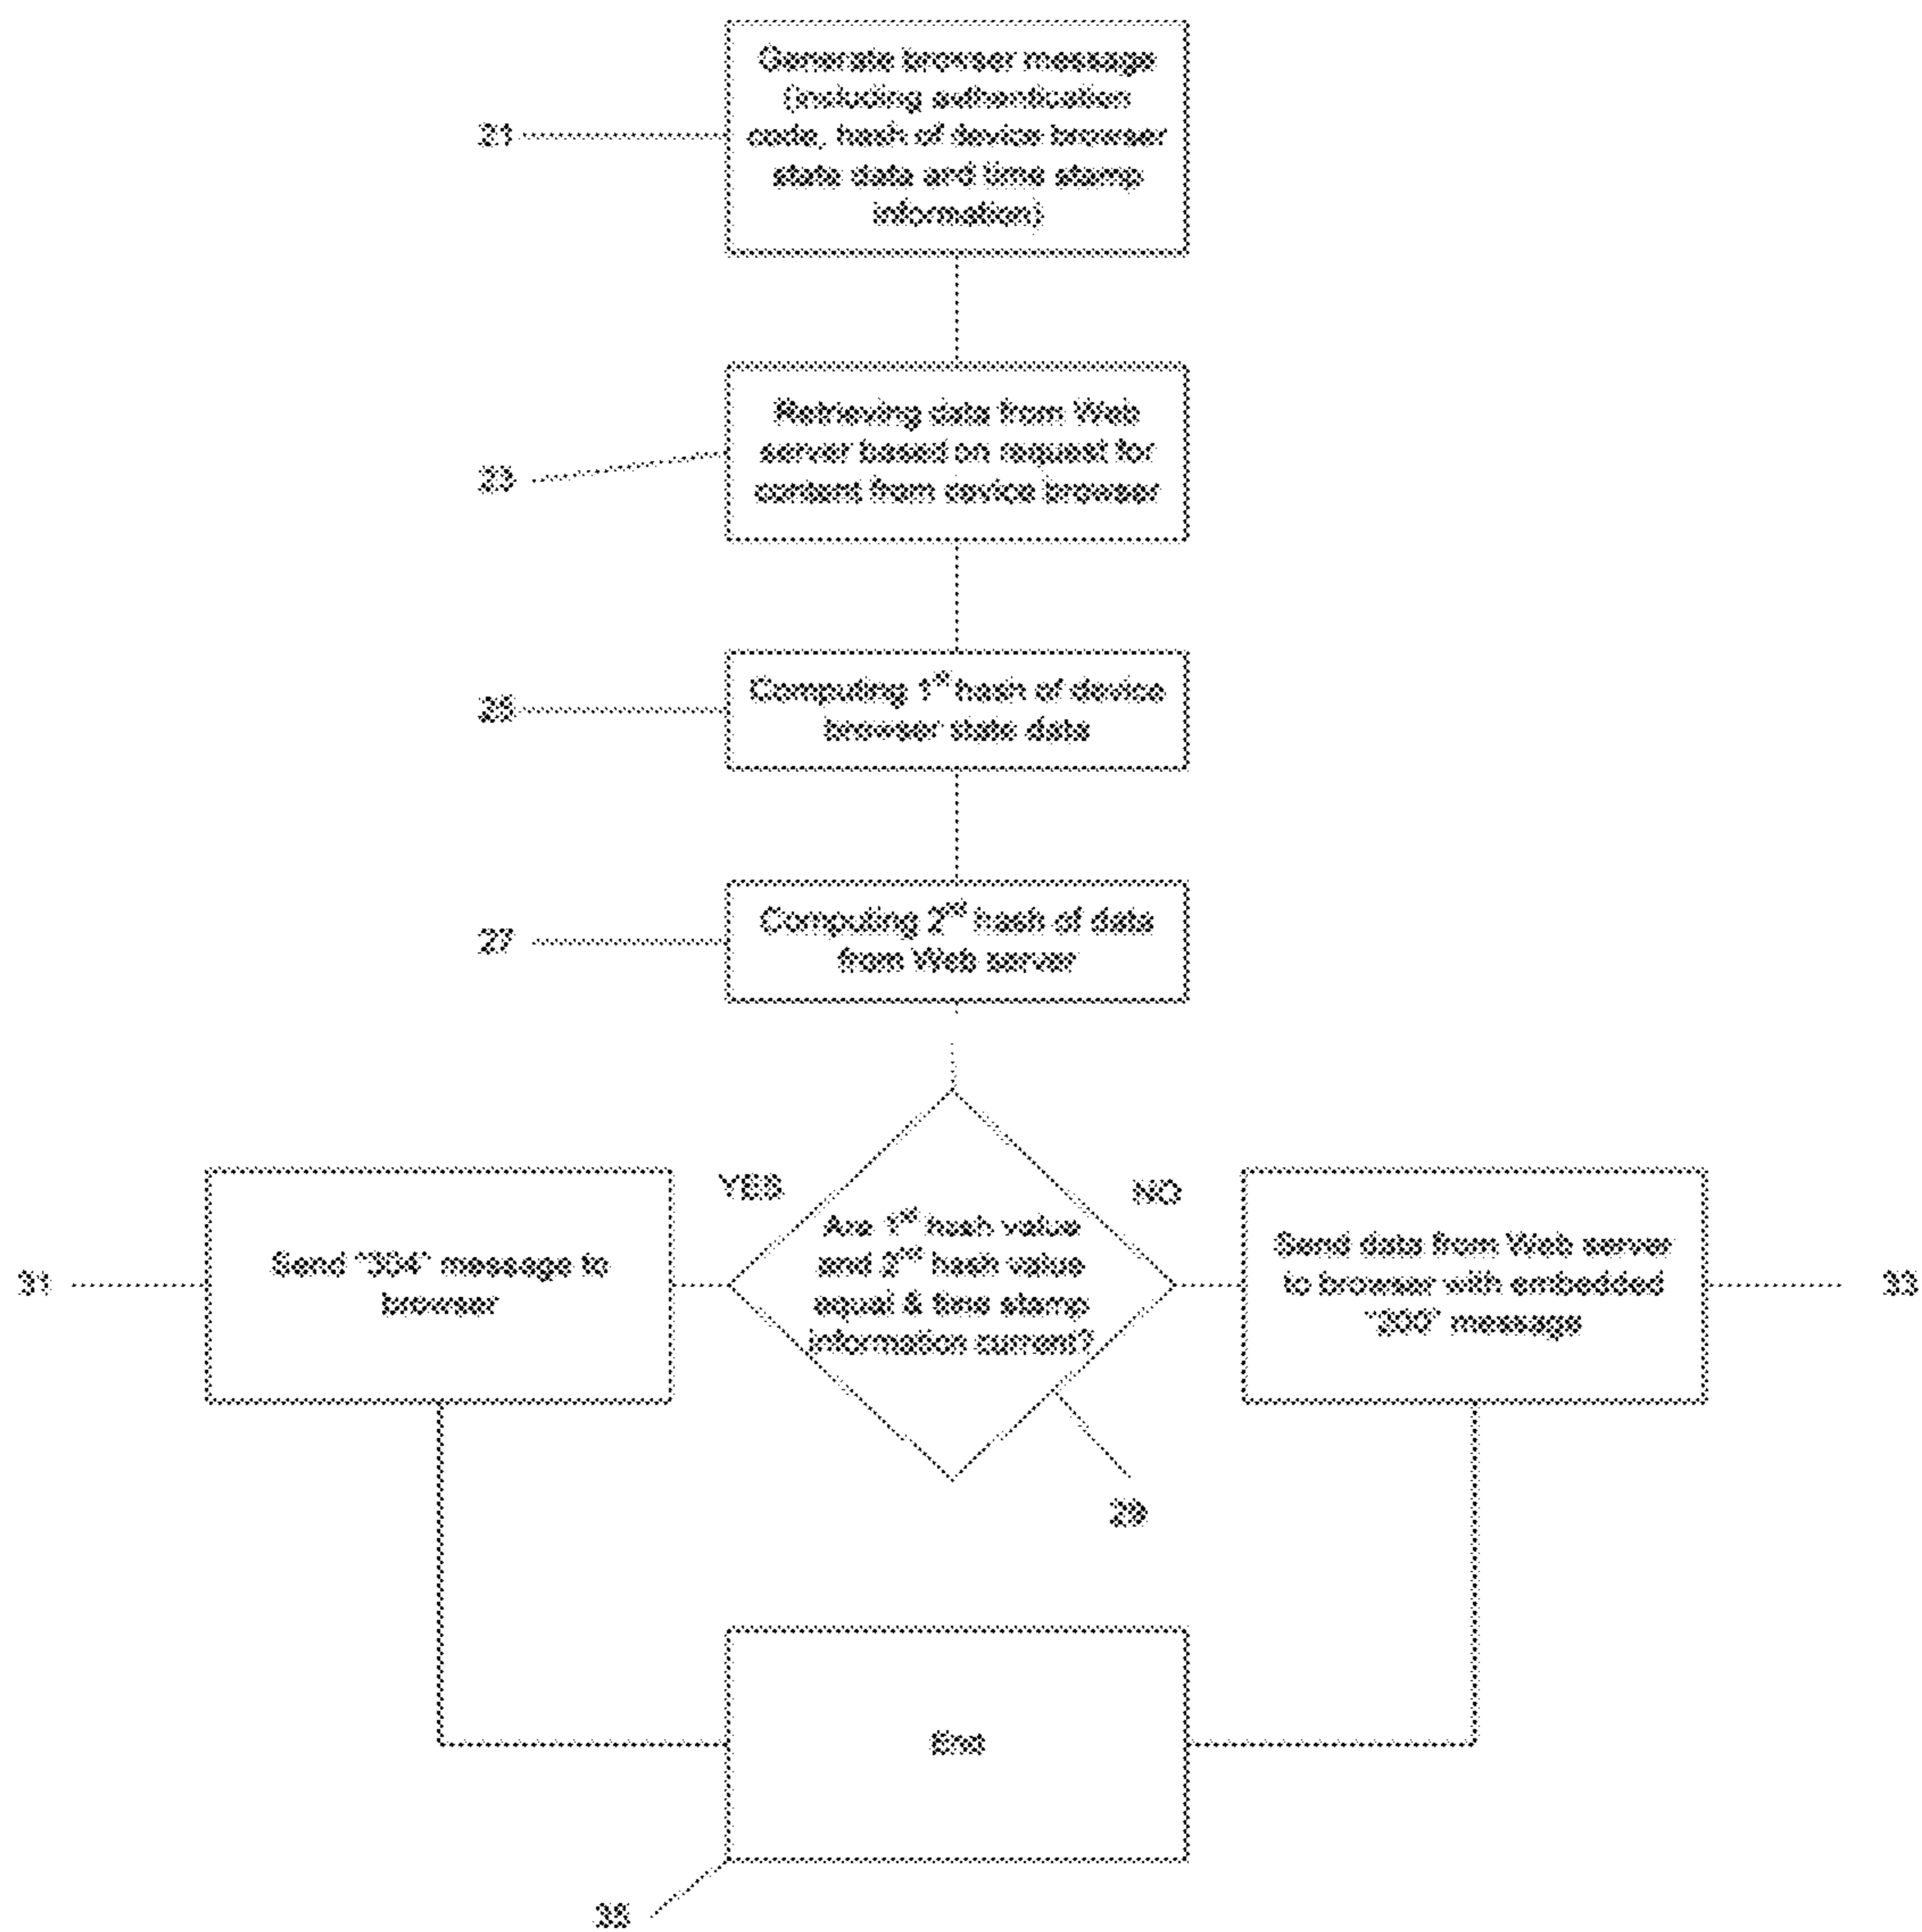 Generate browser message
(including authentication
code, hash of device browser
state data and time stamp
information)
21
Retrieving data from Web
server based on request for
content from device browser
23
Computing 1st hash of device
browser state data
25
Computing 2nd hash of data
from Web server
27
YES
NO
Are 1st hash value
and 2nd hash value
equal & time stamp
information current?
Send "304" message to
browser
Send data from Web server
to browser with embedded
"200" message
31
33
29
End
35